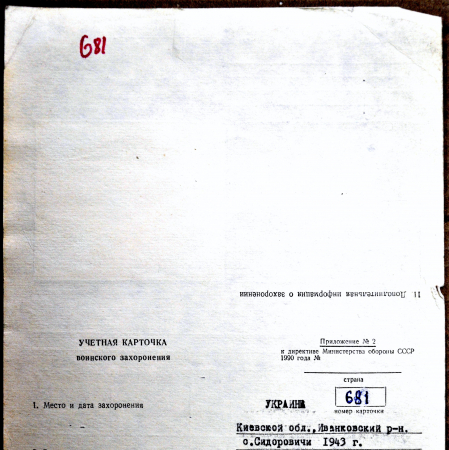 681
11. Дополнительная информация о захоронении
УЧЕТНАЯ КАРТОЧКА
воинского захоронения
Приложение № 2
к директиве Министерства обороны СССР
1990 года №
страна
1. Место и дата захоронения
УКРАИНА
681
номер карточки
Киевской обл.,Иванковский р-н.
с.Сидоровичи 1943 г.